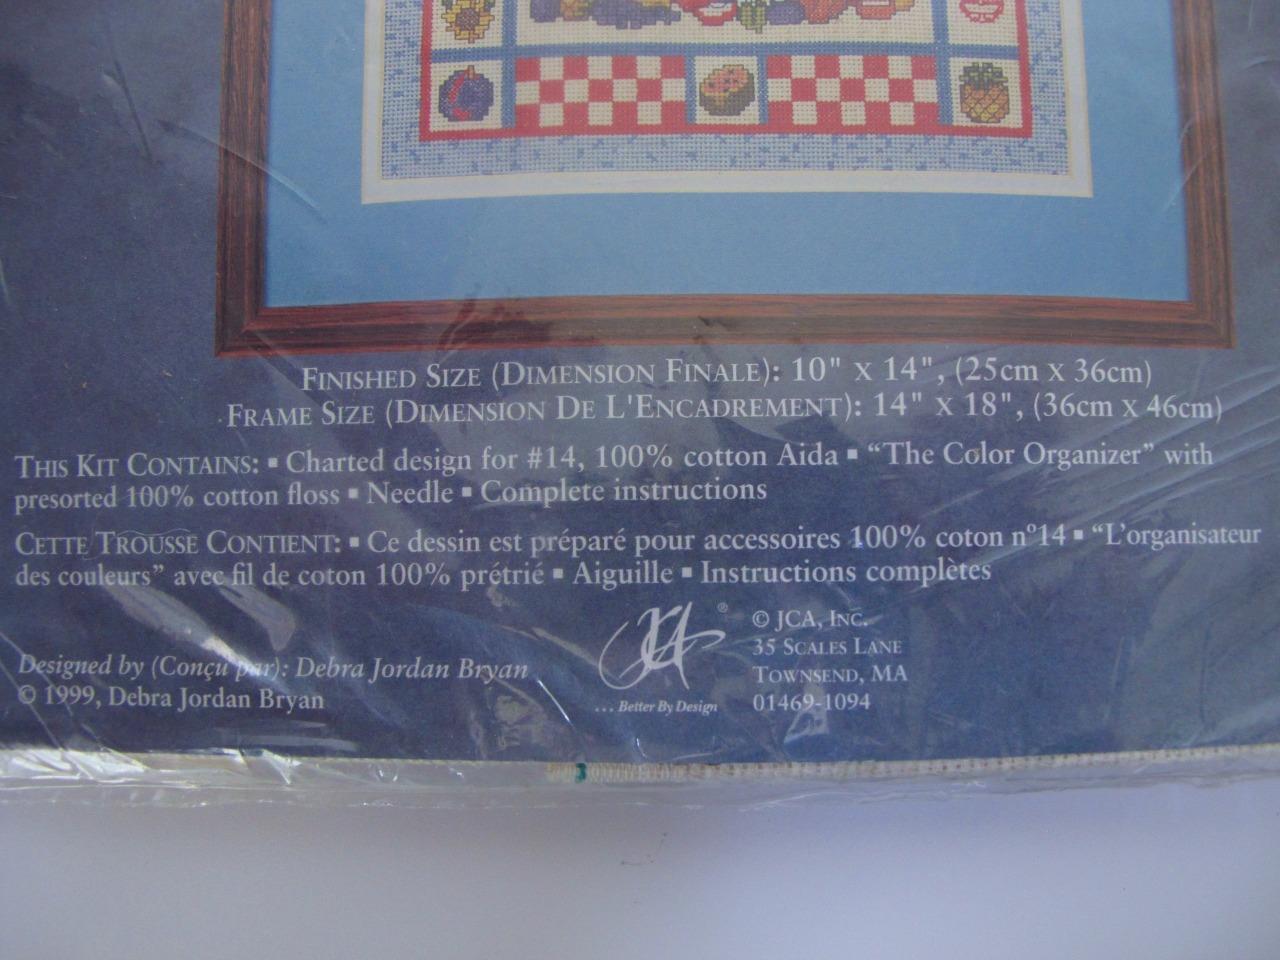 FINISHED SIZE (DIMENSION FINALE): 10" X 14", (25cm X 36cm)
FRAME SIZE (DIMENSION DE L'ENCADREMENT): 14" X 18", (36cm X 46cm)
THIS KIT CONTAINS: ▪ Charted design for #14, 100% cotton Aida ▪ “The Color Organizer” with
presorted 100% cotton floss ▪ Needle ▪ Complete instructions
CETTE TROUSSE CONTIENT: ▪ Ce dessin est préparé pour accessoires 100% coton nº14 ▪ “L'organisateur
des couleurs” avec fil de coton 100% prétrié ▪ Aiguille ▪ Instructions complètes
Designed by (Conçu par): Debra Jordan Bryan
© 1999, Debra Jordan Bryan
JCA ®
... Better By Design
© JCA, INC.
35 SCALES LANE
TOWNSEND, MA
01469-1094